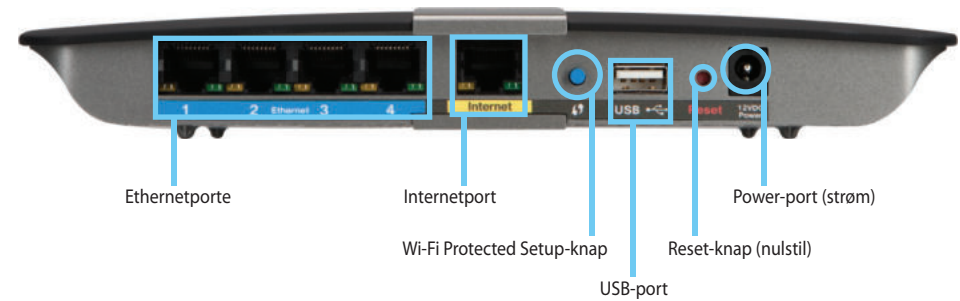 1 2 Ethernet 3 4
Internet
USB
Reset
12VDC
Power
Ethernetporte
Internetport
Power-port (strøm)
Wi-Fi Protected Setup-knap
Reset-knap (nulstil)
USB-port